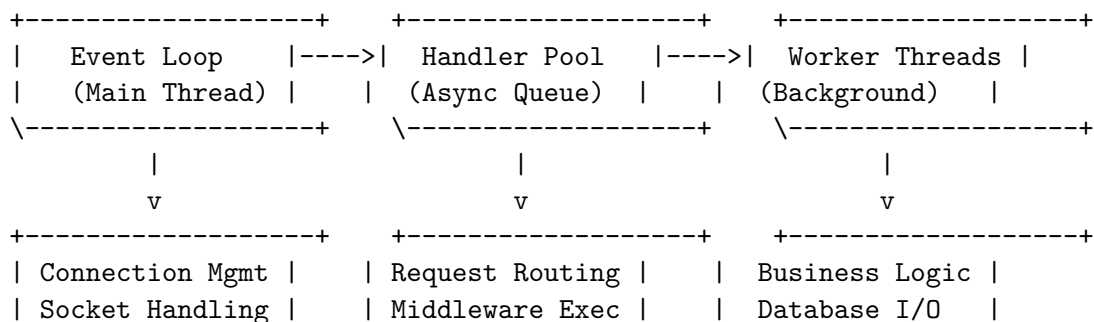 +-------------------+     +-------------------+     +-------------------+
|   Event Loop    |---->|  Handler Pool   |---->|  Worker Threads |
|   (Main Thread) |     |  (Async Queue)  |     |  (Background)   |
\-------------------+     \-------------------+     \-------------------+
         |                       |                       |
         v                       v                       v
+-------------------+     +-------------------+     +-------------------+
| Connection Mgmt |     | Request Routing |     |  Business Logic |
| Socket Handling |     | Middleware Exec |     |  Database I/O   |